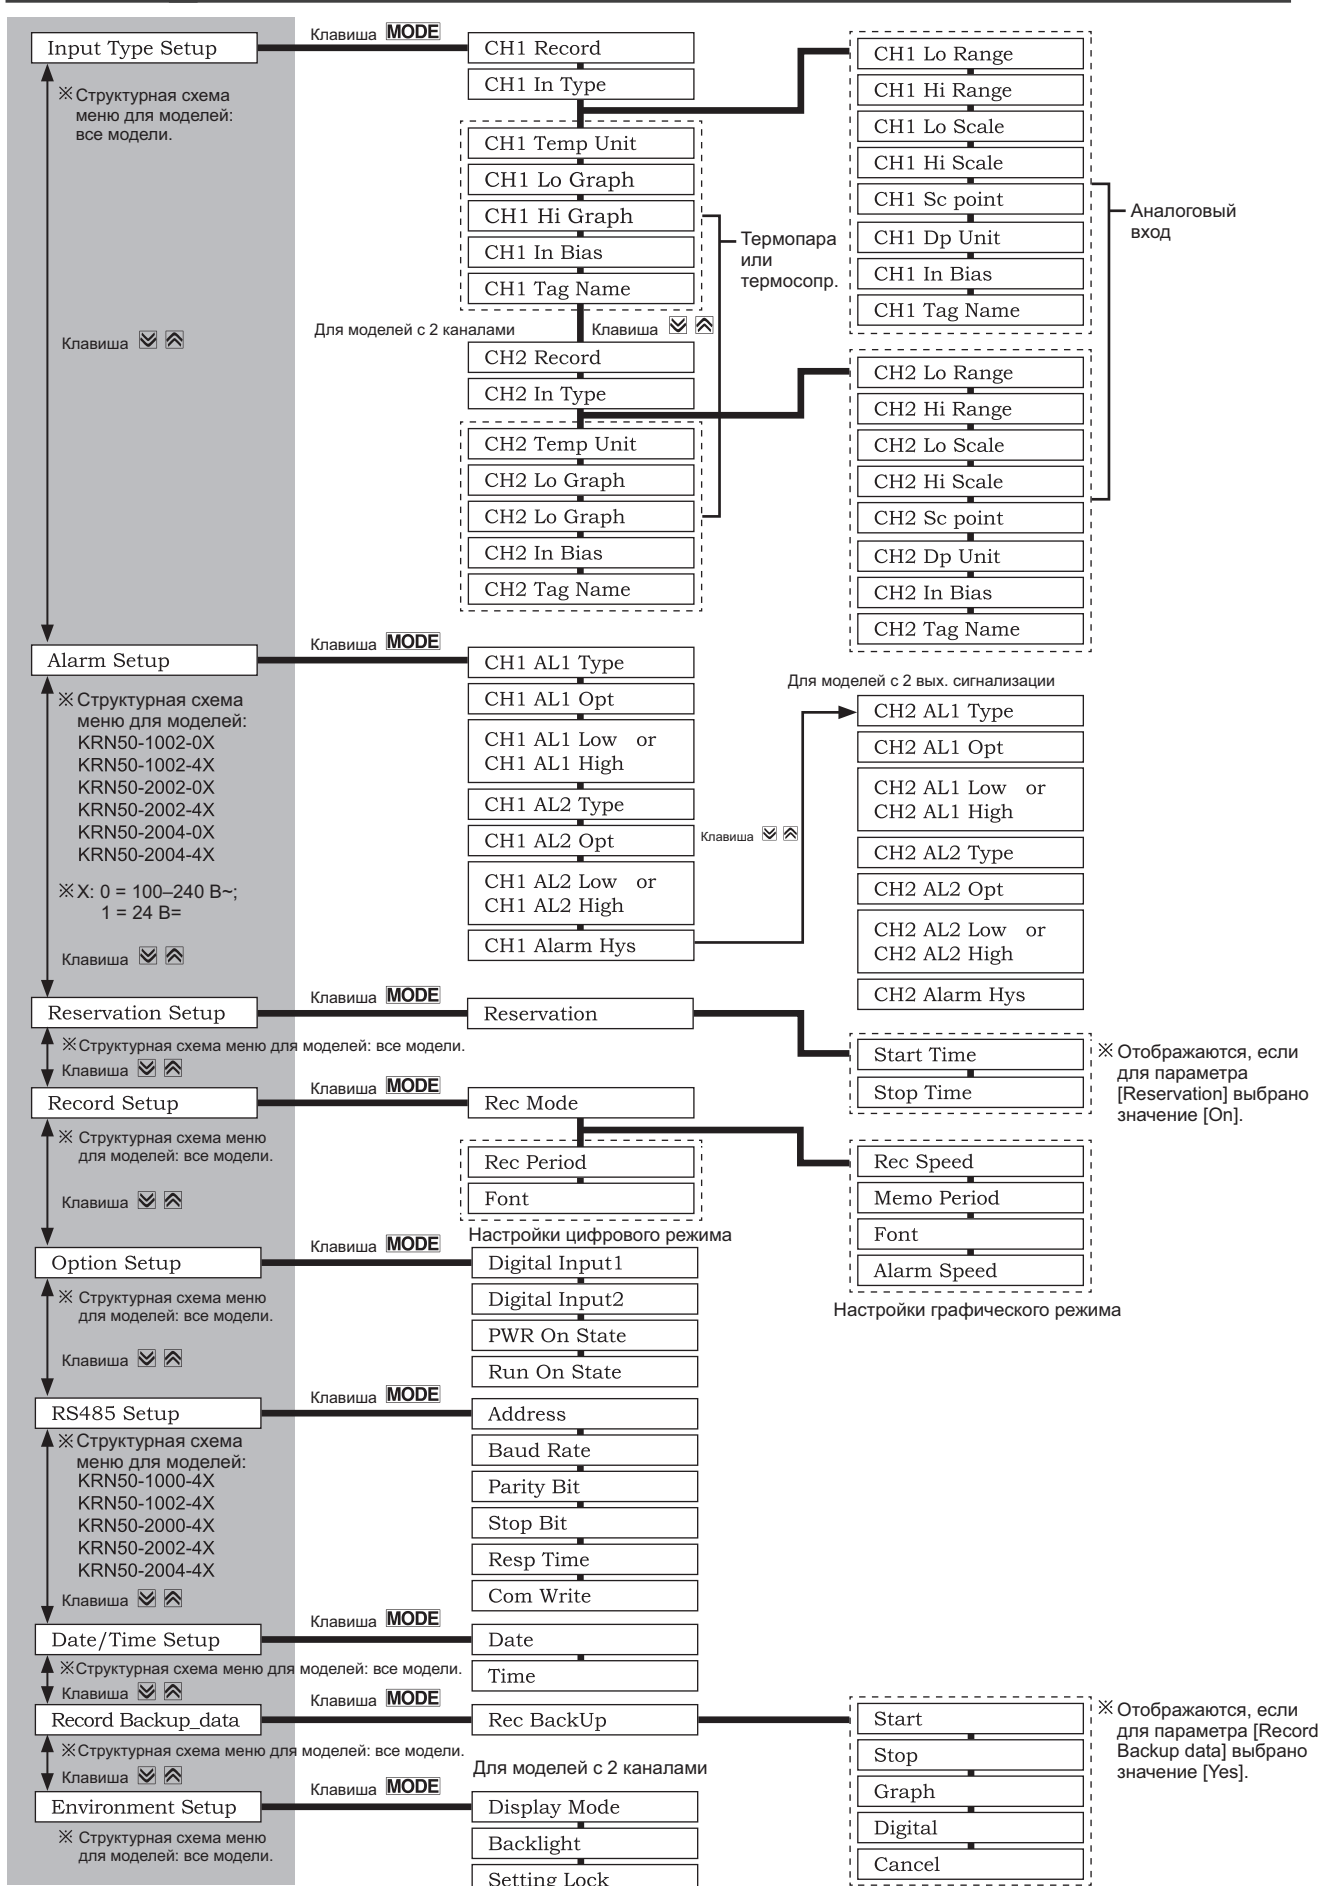 Input Type Setup
Клавиша MODE
※Структурная схема
меню для моделей:
все модели.
Клавиша
CH1 Record
CH1 In Type
CH1 Temp Unit
CH1 Lo Graph
CH1 Hi Graph
CH1 In Bias
CH1 Tag Name
Термопара
или
термосопр.
Для моделей с 2 каналами
Клавиша
CH2 Record
CH2 In Type
CH2 Temp Unit
CH2 Lo Graph
CH2 Lo Graph
CH2 In Bias
CH2 Tag Name
CH1 Lo Range
CH1 Hi Range
CH1 Lo Scale
CH1 Hi Scale
CH1 Sc point
CH1 Dp Unit
CH1 In Bias
CH1 Tag Name
Аналоговый
вход
CH2 Lo Range
CH2 Hi Range
CH2 Lo Scale
CH2 Hi Scale
CH2 Sc point
CH2 Dp Unit
CH2 In Bias
CH2 Tag Name
Alarm Setup
Клавиша MODE
※Структурная схема
меню для моделей:
KRN50-1002-0X
KRN50-1002-4X
KRN50-2002-0X
KRN50-2002-4X
KRN50-2004-0X
KRN50-2004-4X
※X: 0 = 100–240 В~;
1 = 24 В=
Клавиша
CH1 AL1 Type
CH1 AL1 Opt
CH1 AL1 Low or
CH1 AL1 High
CH1 AL2 Type
CH1 AL2 Opt
CH1 AL2 Low or
CH1 AL2 High
CH1 Alarm Hys
Клавиша
Для моделей с 2 вых. сигнализации
CH2 AL1 Type
CH2 AL1 Opt
CH2 AL1 Low or
CH2 AL1 High
CH2 AL2 Type
CH2 AL2 Opt
CH2 AL2 Low or
CH2 AL2 High
CH2 Alarm Hys
Reservation Setup
Клавиша MODE
Reservation
※Структурная схема меню для моделей: все модели.
Клавиша
Start Time
Stop Time
※Отображаются, если
для параметра
[Reservation] выбрано
значение [On].
Record Setup
Клавиша MODE
Rec Mode
※ Структурная схема меню
для моделей: все модели.
Клавиша
Rec Period
Font
Настройки цифрового режима
Rec Speed
Memo Period
Font
Alarm Speed
Настройки графического режима
Option Setup
Клавиша MODE
※ Структурная схема меню
для моделей: все модели.
Клавиша
Digital Input1
Digital Input2
PWR On State
Run On State
RS485 Setup
Клавиша MODE
※Структурная схема
меню для моделей:
KRN50-1000-4X
KRN50-1002-4X
KRN50-2000-4X
KRN50-2002-4X
KRN50-2004-4X
Клавиша
Address
Baud Rate
Parity Bit
Stop Bit
Resp Time
Com Write
Date/Time Setup
Клавиша MODE
※Структурная схема меню для моделей: все модели.
Клавиша
Date
Time
Record Backup_data
Клавиша MODE
Rec BackUp
※Структурная схема меню для моделей: все модели.
Клавиша
Start
Stop
Graph
Digital
Cancel
※Отображаются, если
для параметра [Record
Backup data] выбрано
значение [Yes].
Для моделей с 2 каналами
Environment Setup
Клавиша MODE
※ Структурная схема меню
для моделей: все модели.
Display Mode
Backlight
Setting Lock